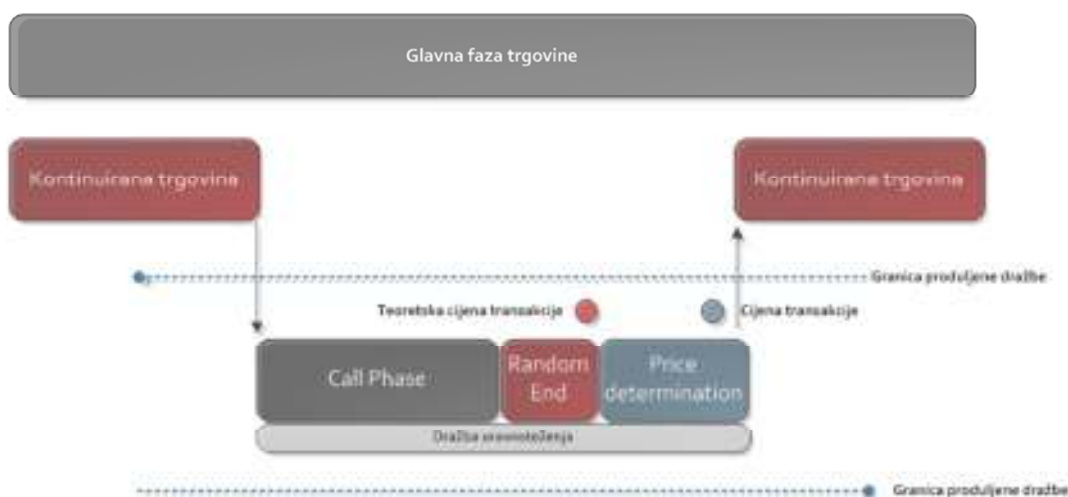 Glavna faza trgovine
Kontinuirana trgovina
Kontinuirana trgovina
Granica produljene dražbe
Teoretska cijena transakcije
Cijena transakcije
Call Phase
Random
End
Price
determination
Dražba uravnoteženja
Granica produljene dražbe